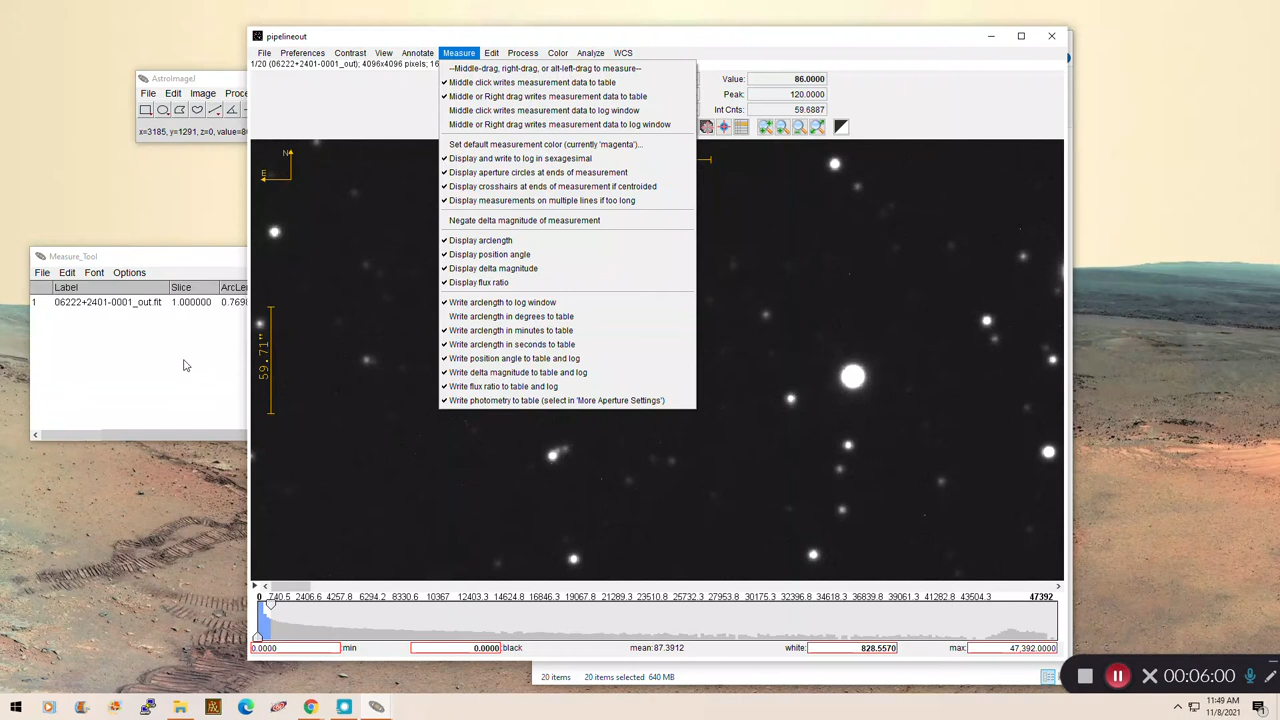 pipelineout
File Preferences Contrast View Annotate Measure Edit Process Color Analyze WCS
1/20 (06222+2401-0001_out); 4096x4096 pixels; 16
Value: 86.0000
Peak: 120.0000
Int Cnts: 59.6887
AstroImageJ
File Edit Image Proce
x=3185, y=1291, z=0, value=8
--Middle-drag, right-drag, or alt-left-drag to measure--
Middle click writes measurement data to table
Middle or Right drag writes measurement data to table
Middle click writes measurement data to log window
Middle or Right drag writes measurement data to log window
Set default measurement color (currently 'magenta')...
Display and write to log in sexagesimal
Display aperture circles at ends of measurement
Display crosshairs at ends of measurement if centroided
Display measurements on multiple lines if too long
Negate delta magnitude of measurement
Display arclength
Display position angle
Display delta magnitude
Display flux ratio
Write arclength to log window
Write arclength in degrees to table
Write arclength in minutes to table
Write arclength in seconds to table
Write position angle to table and log
Write delta magnitude to table and log
Write flux ratio to table and log
Write photometry to table (select in 'More Aperture Settings')
N
E
59.71"
Measure_Tool
File Edit Font Options
Label Slice ArcLen
1 06222+2401-0001_out.fit 1.000000 0.7698
0 740.5 2406.6 4257.8 6294.2 8330.6 10367 12403.3 14624.8 16846.3 19067.8 21289.3 23510.8 25732.3 27953.8 30175.3 32396.8 34618.3 36839.8 39061.3 41282.8 43504.3 47392
0.0000 min 0.0000 black mean:87.3912 white: 828.5570 max: 47,392.0000
20 items 20 items selected 640 MB
00:06:00
11:49 AM
11/8/2021
1